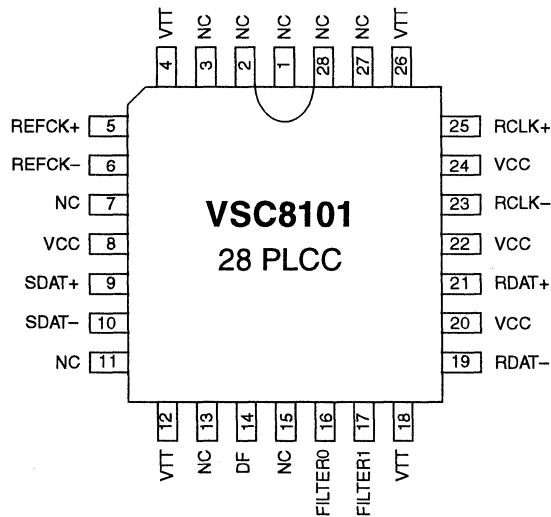 VTT NC NC NC NC NC VTT
4 3 2 1 28 27 26
REFCK+ 5 25 RCLK+
REFCK− 6 24 VCC
NC 7 23 RCLK−
VSC8101
VCC 8 22 VCC
28 PLCC
SDAT+ 9 21 RDAT+
SDAT− 10 20 VCC
NC 11 19 RDAT−
12 13 14 15 16 17 18
VTT NC DF NC FILTER0 FILTER1 VTT